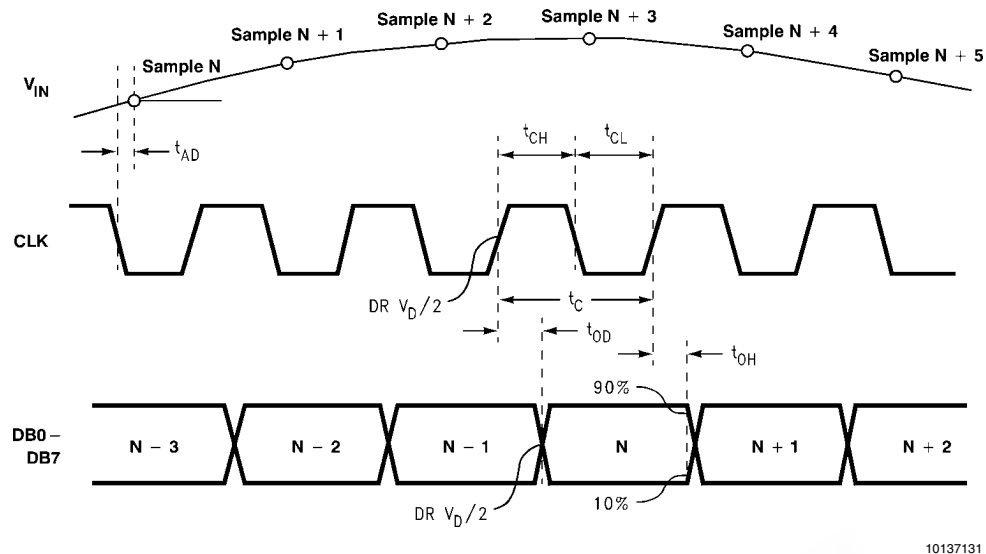 Sample N
Sample N + 1
Sample N + 2
Sample N + 3
Sample N + 4
Sample N + 5
VIN
tAD
tCH
tCL
CLK
DR VD/2
tC
tOD
tOH
90%
DB0–
DB7
N – 3
N – 2
N – 1
N
N + 1
N + 2
DR VD/2
10%
10137131